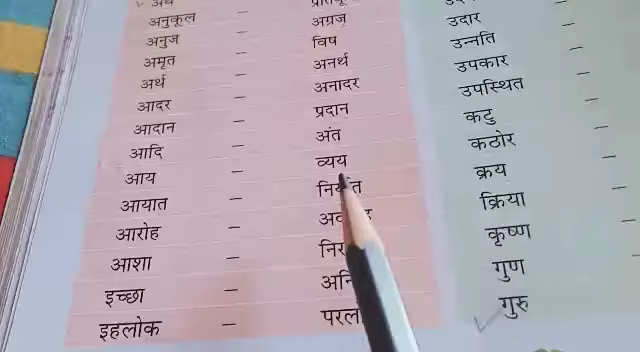 अनुकूल –
अनुज – अग्रज
अमृत – विष
अर्थ – अनर्थ
आदर – अनादर
आदान – प्रदान
आदि – अंत
आय – व्यय
आयात –
आरोह –
आशा –
इच्छा –
इहलोक –
उदार –
उन्नति –
उपकार –
उपस्थित –
कटु –
कठोर –
क्रय –
क्रिया –
कृष्ण –
गुण –
गुरु